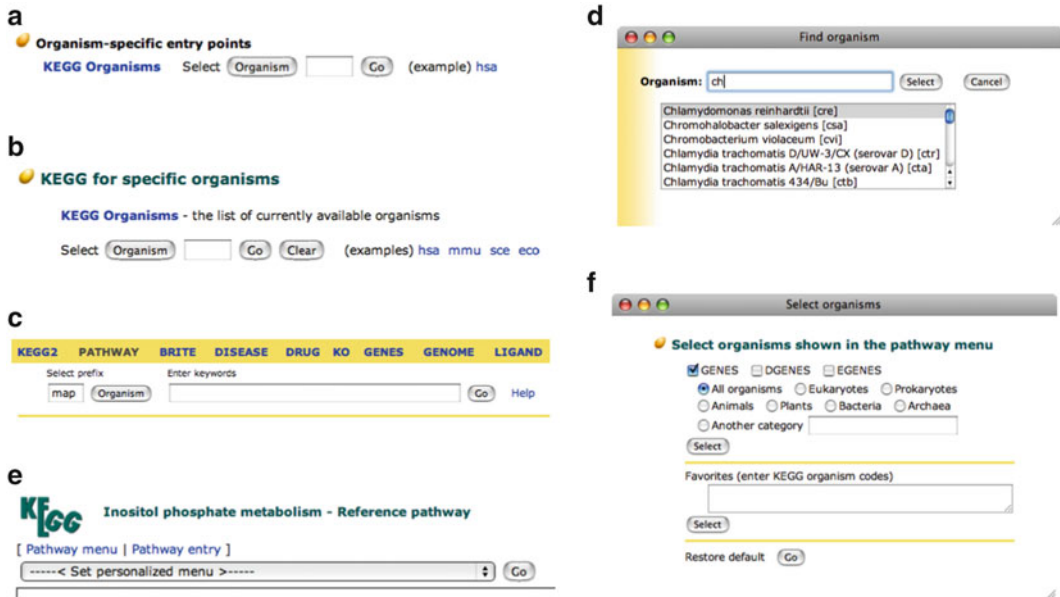 a
Organism-specific entry points
KEGG Organisms Select Organism Go (example) hsa
b
KEGG for specific organisms
KEGG Organisms - the list of currently available organisms
Select Organism Go Clear (examples) hsa mmu sce eco
c
KEGG2 PATHWAY BRITE DISEASE DRUG KO GENES GENOME LIGAND
Select prefix Enter keywords
map Organism Go Help
e
KEGG Inositol phosphate metabolism - Reference pathway
[ Pathway menu | Pathway entry ]
-----< Set personalized menu >----- Go
d
Find organism
Organism: ch Select Cancel
Chlamydomonas reinhardtii [cre]
Chromohalobacter salexigens [csa]
Chromobacterium violaceum [cvi]
Chlamydia trachomatis D/UW-3/CX (serovar D) [ctr]
Chlamydia trachomatis A/HAR-13 (serovar A) [cta]
Chlamydia trachomatis 434/Bu [ctb]
f
Select organisms
Select organisms shown in the pathway menu
GENES DGENES EGENES
All organisms Eukaryotes Prokaryotes
Animals Plants Bacteria Archaea
Another category
Select
Favorites (enter KEGG organism codes)
Select
Restore default Go